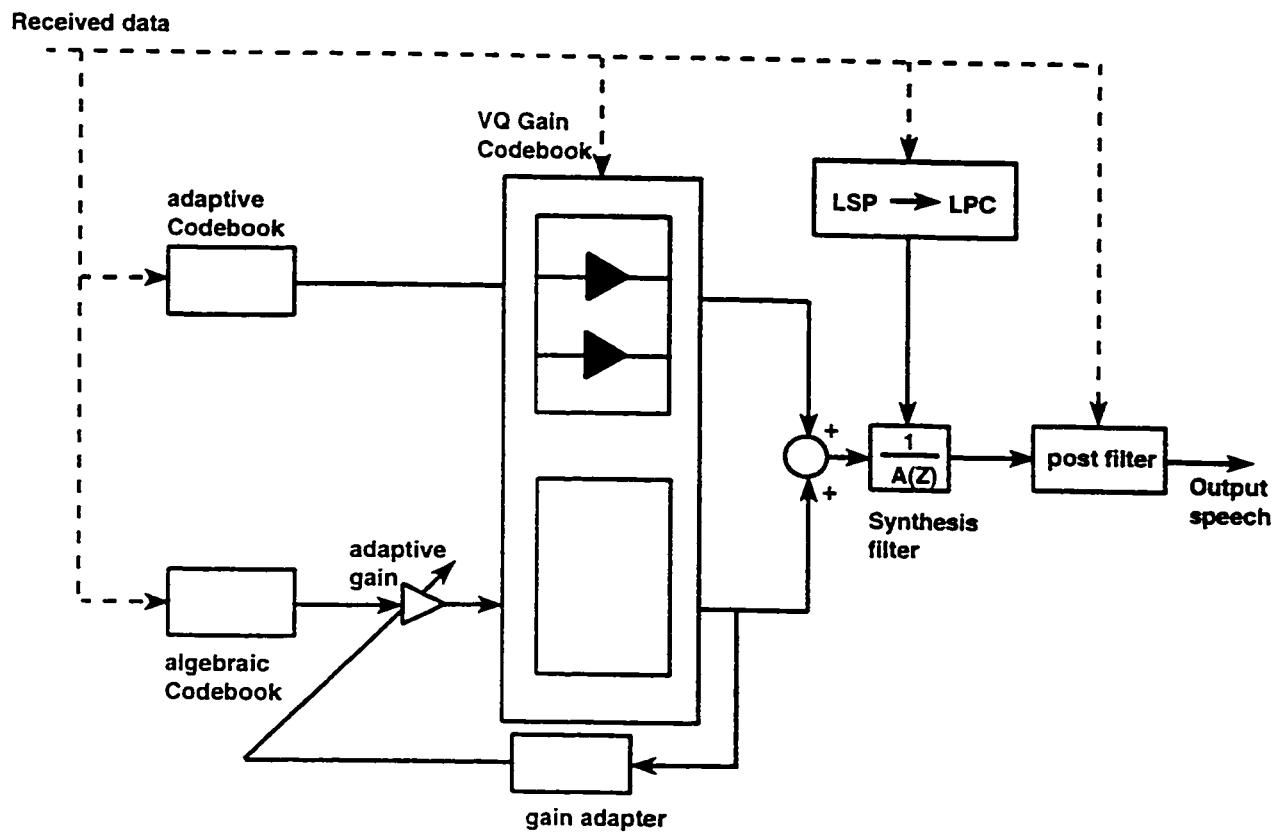 Received data
VQ Gain
Codebook
adaptive
Codebook
LSP LPC
+
1
A(Z)
+
post filter
Output
speech
Synthesis
filter
adaptive
gain
algebraic
Codebook
gain adapter